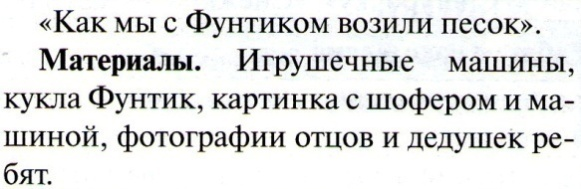 «Как мы с Фунтиком возили песок».
Материалы. Игрушечные машины,
кукла Фунтик, картинка с шофером и ма-
шиной, фотографии отцов и дедушек ре-
бят.